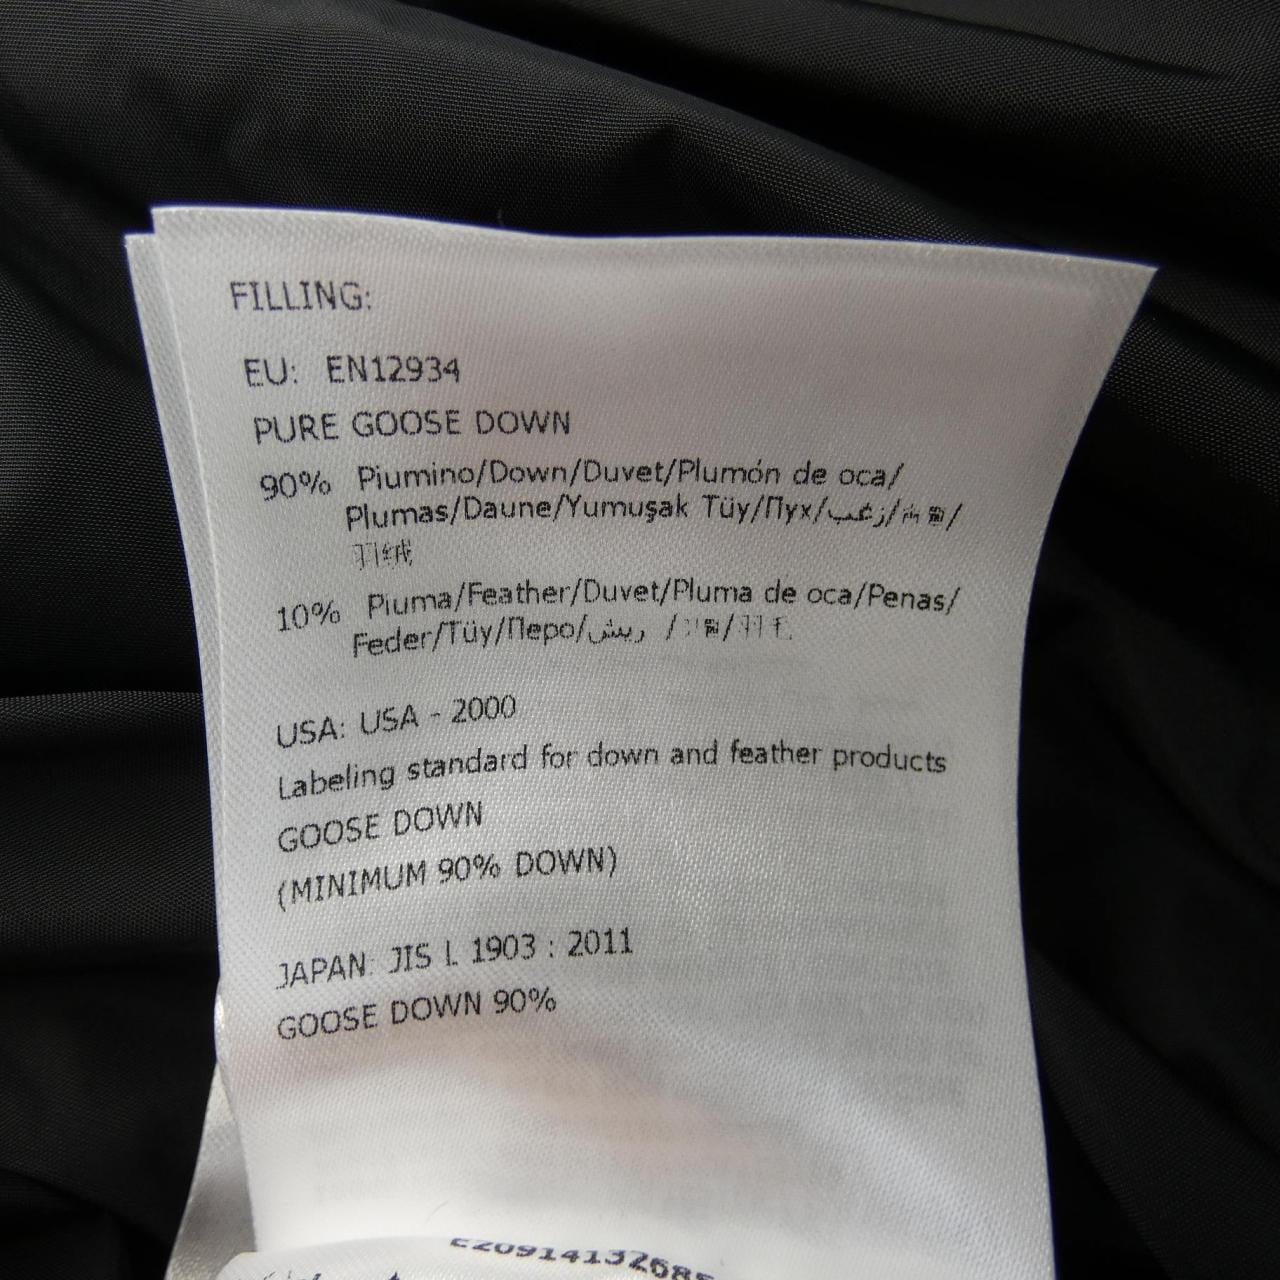 FILLING:
EU: EN12934
PURE GOOSE DOWN
90% Piumino/Down/Duvet/Plumón de oca/
Plumas/Daune/Yumuşak Tüy/Пух/زغب/
羽绒
10% Piuma/Feather/Duvet/Pluma de oca/Penas/
Feder/Tüy/Перо/ريش /
USA: USA - 2000
Labeling standard for down and feather products
GOOSE DOWN
(MINIMUM 90% DOWN)
JAPAN: JIS L 1903 : 2011
GOOSE DOWN 90%